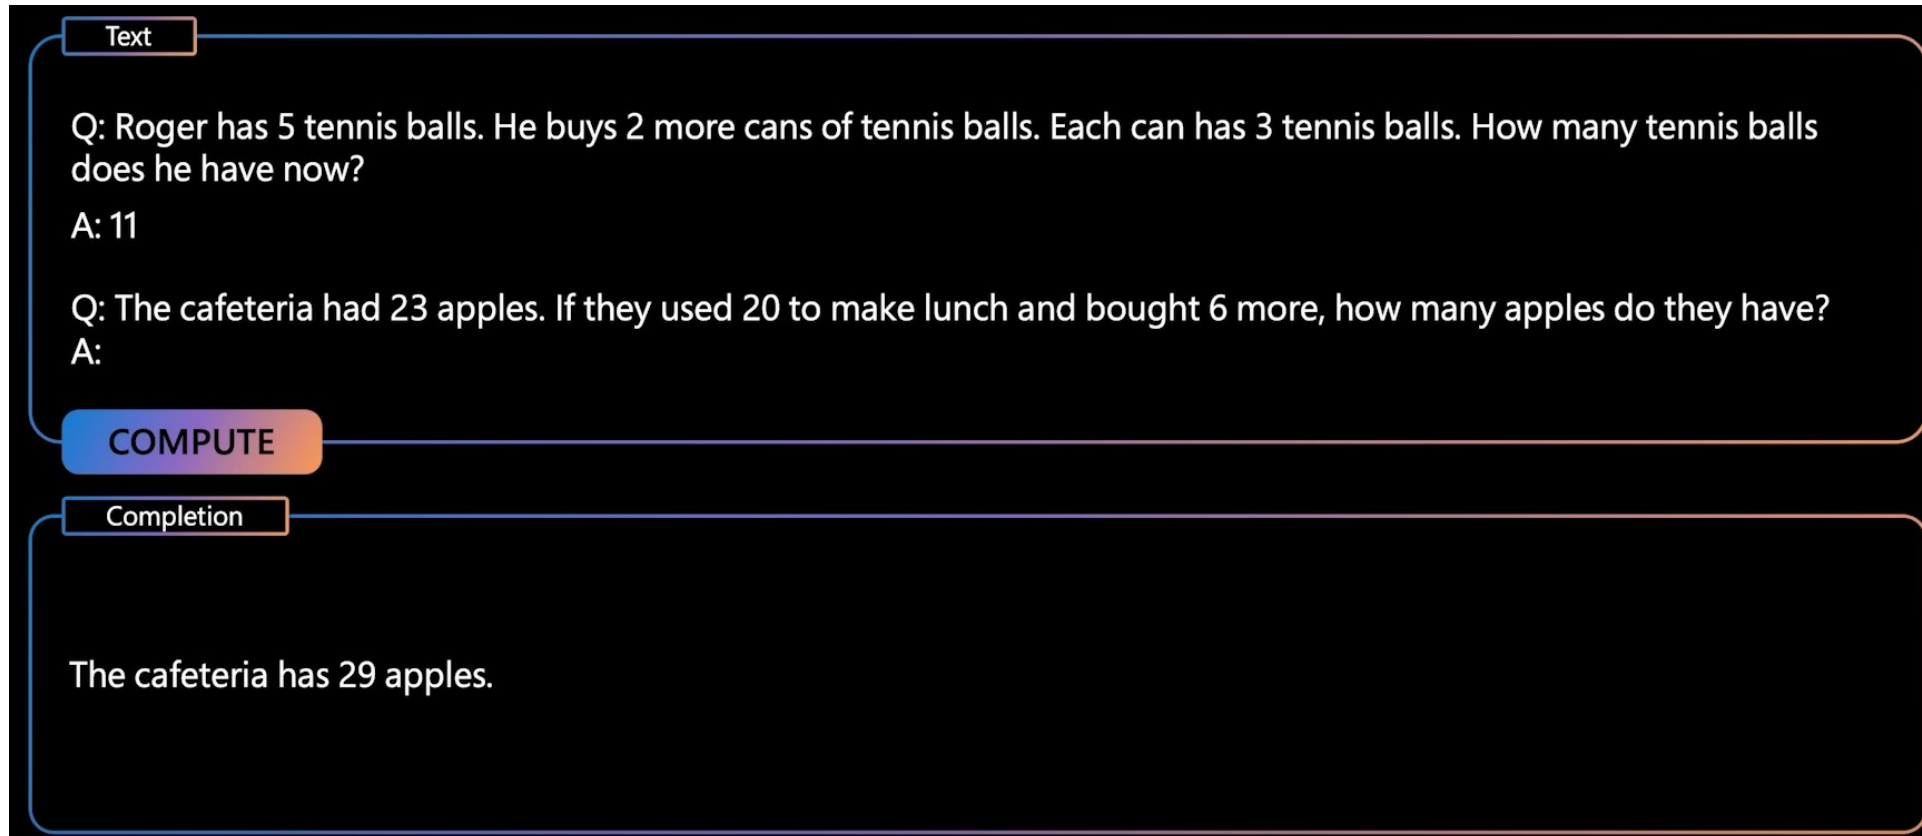 Text
Q: Roger has 5 tennis balls. He buys 2 more cans of tennis balls. Each can has 3 tennis balls. How many tennis balls
does he have now?
A: 11
Q: The cafeteria had 23 apples. If they used 20 to make lunch and bought 6 more, how many apples do they have?
A:
COMPUTE
Completion
The cafeteria has 29 apples.